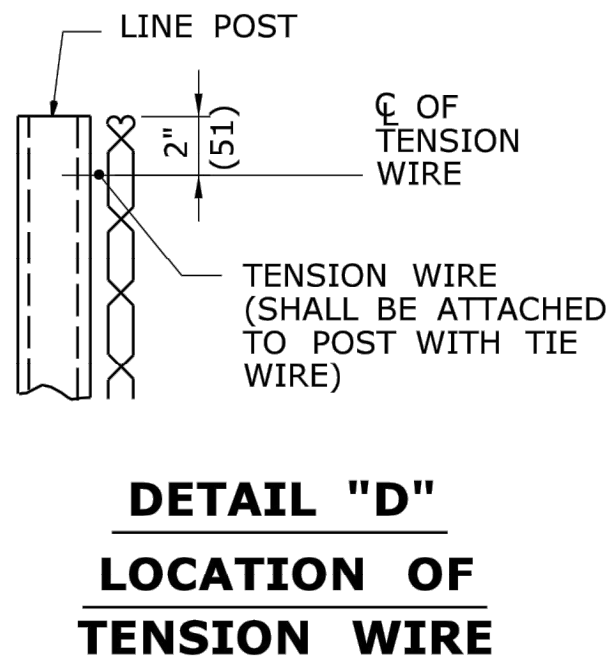 LINE POST
2"
(51)
℄ OF
TENSION
WIRE
TENSION WIRE
(SHALL BE ATTACHED
TO POST WITH TIE
WIRE)
DETAIL "D"
LOCATION OF
TENSION WIRE